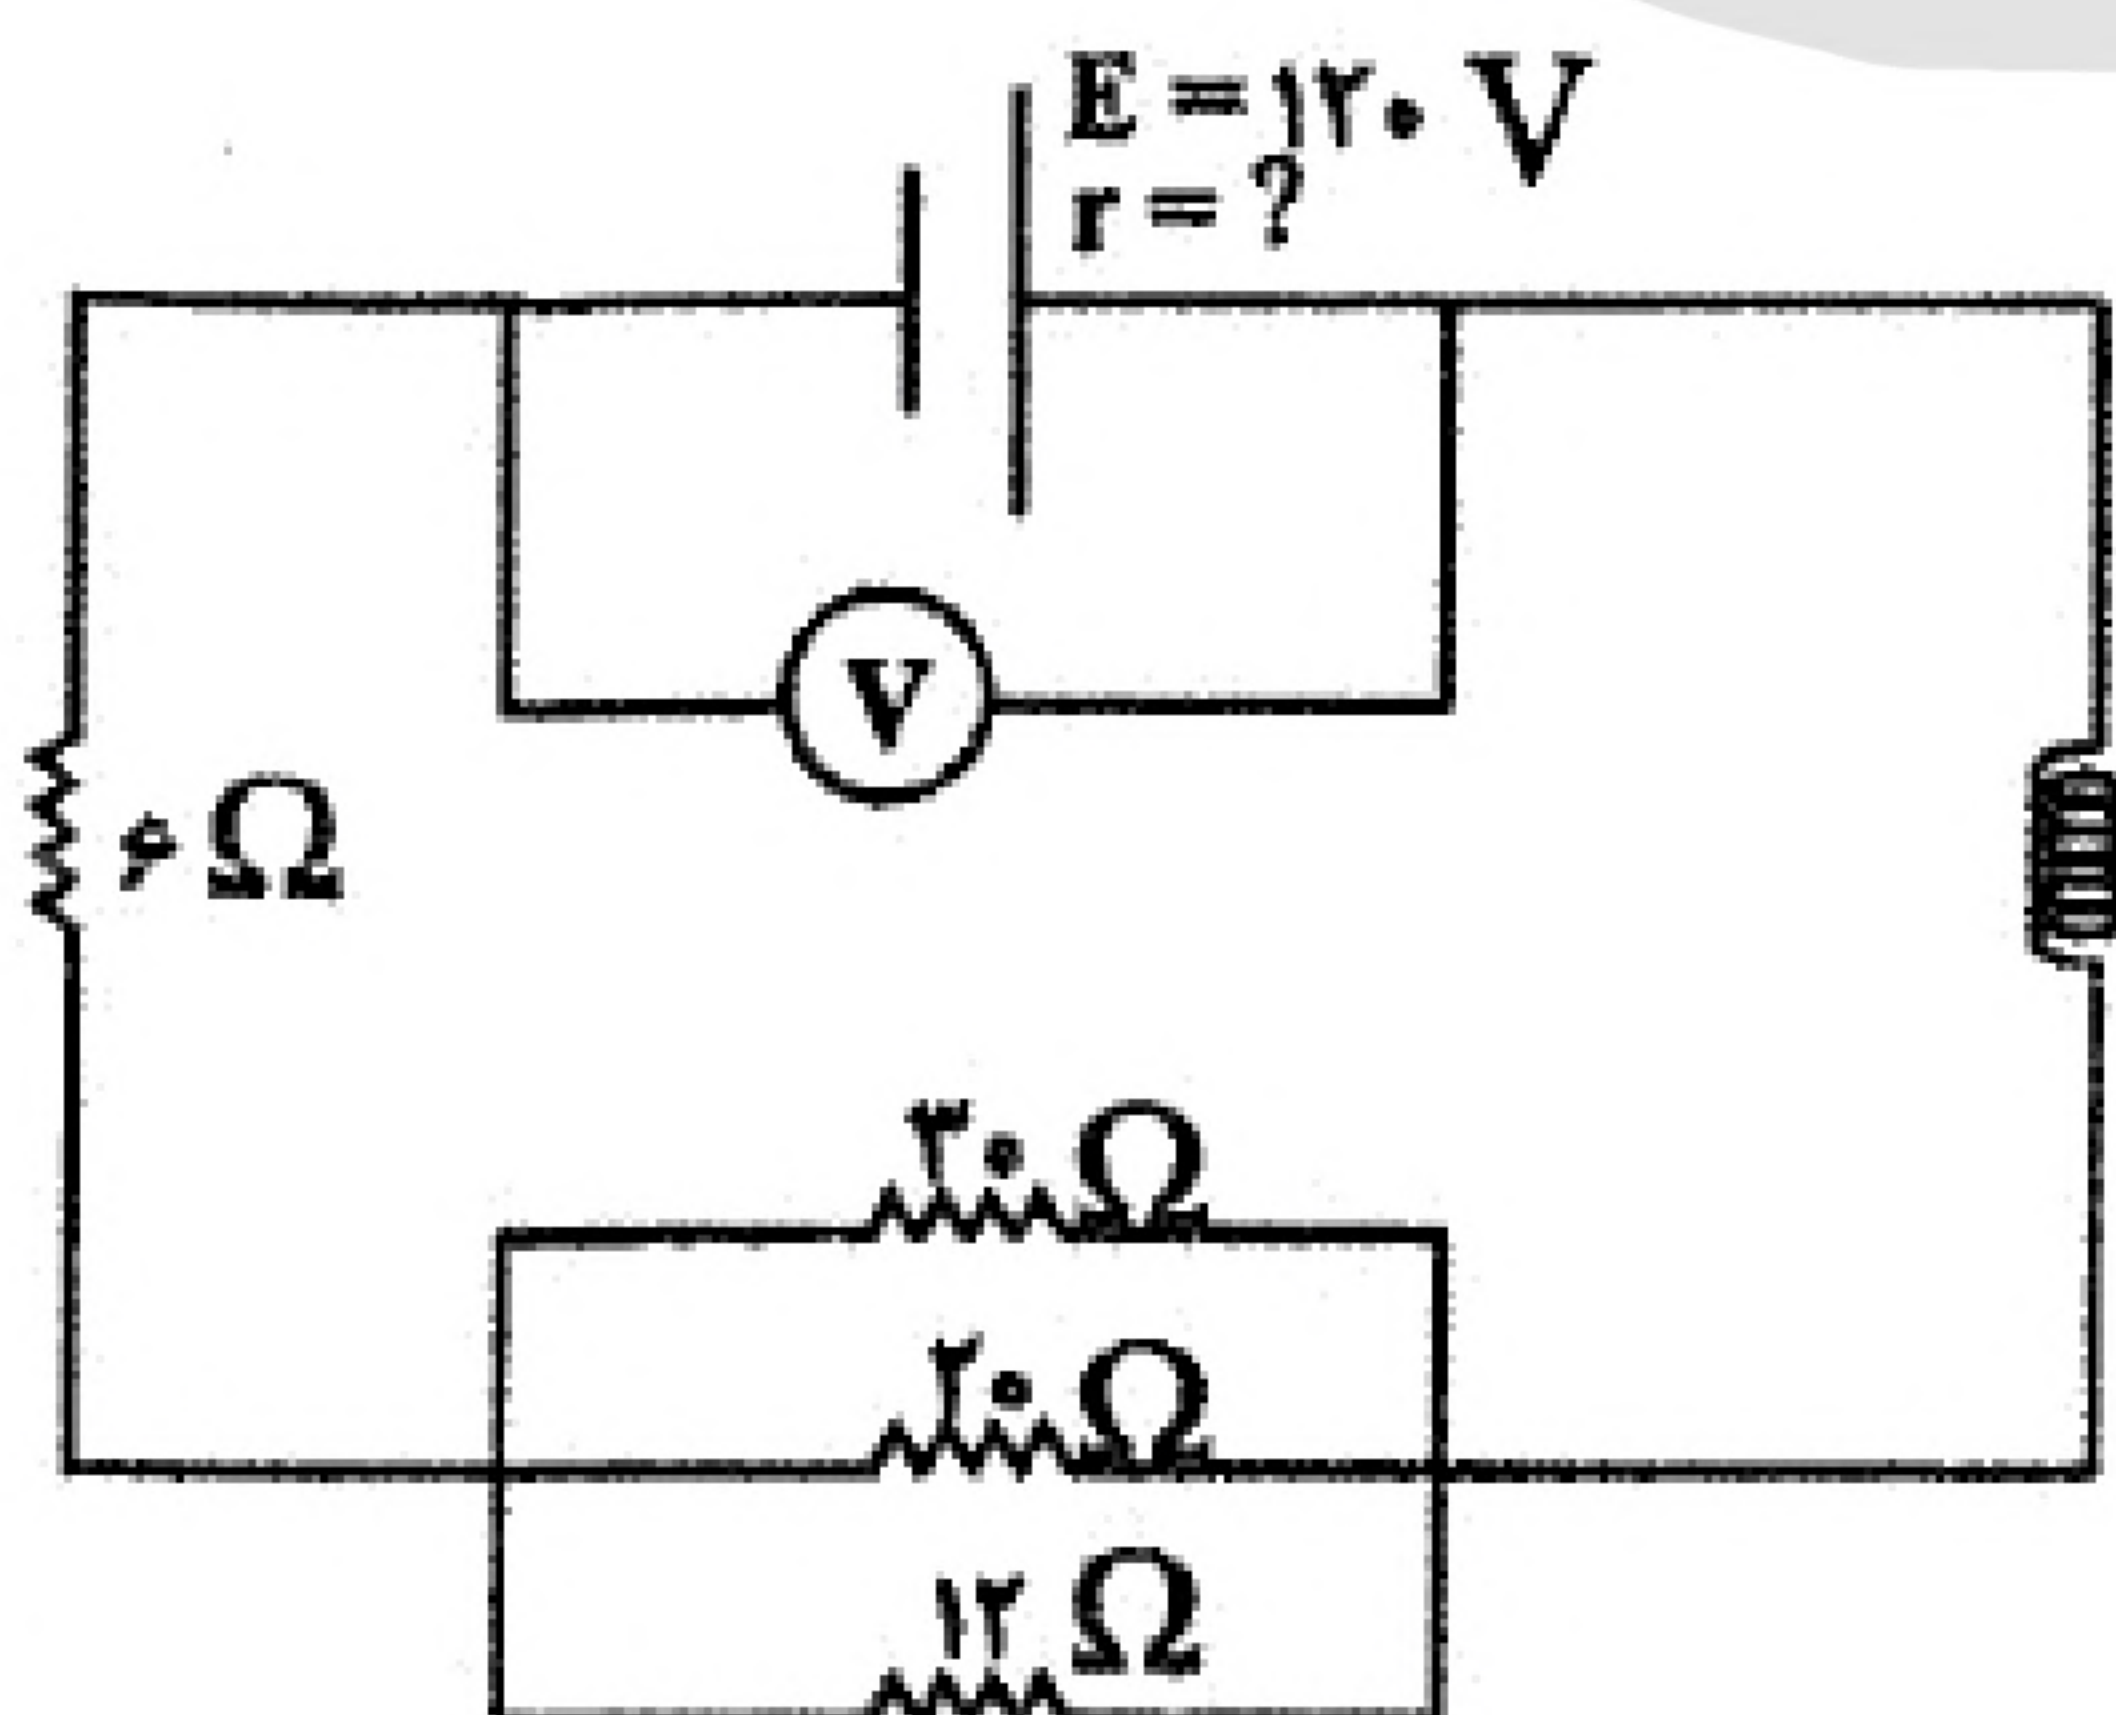 E = ۱۲۰ V
r = ?
V
۶ Ω
۳۰ Ω
۲۰ Ω
۱۲ Ω